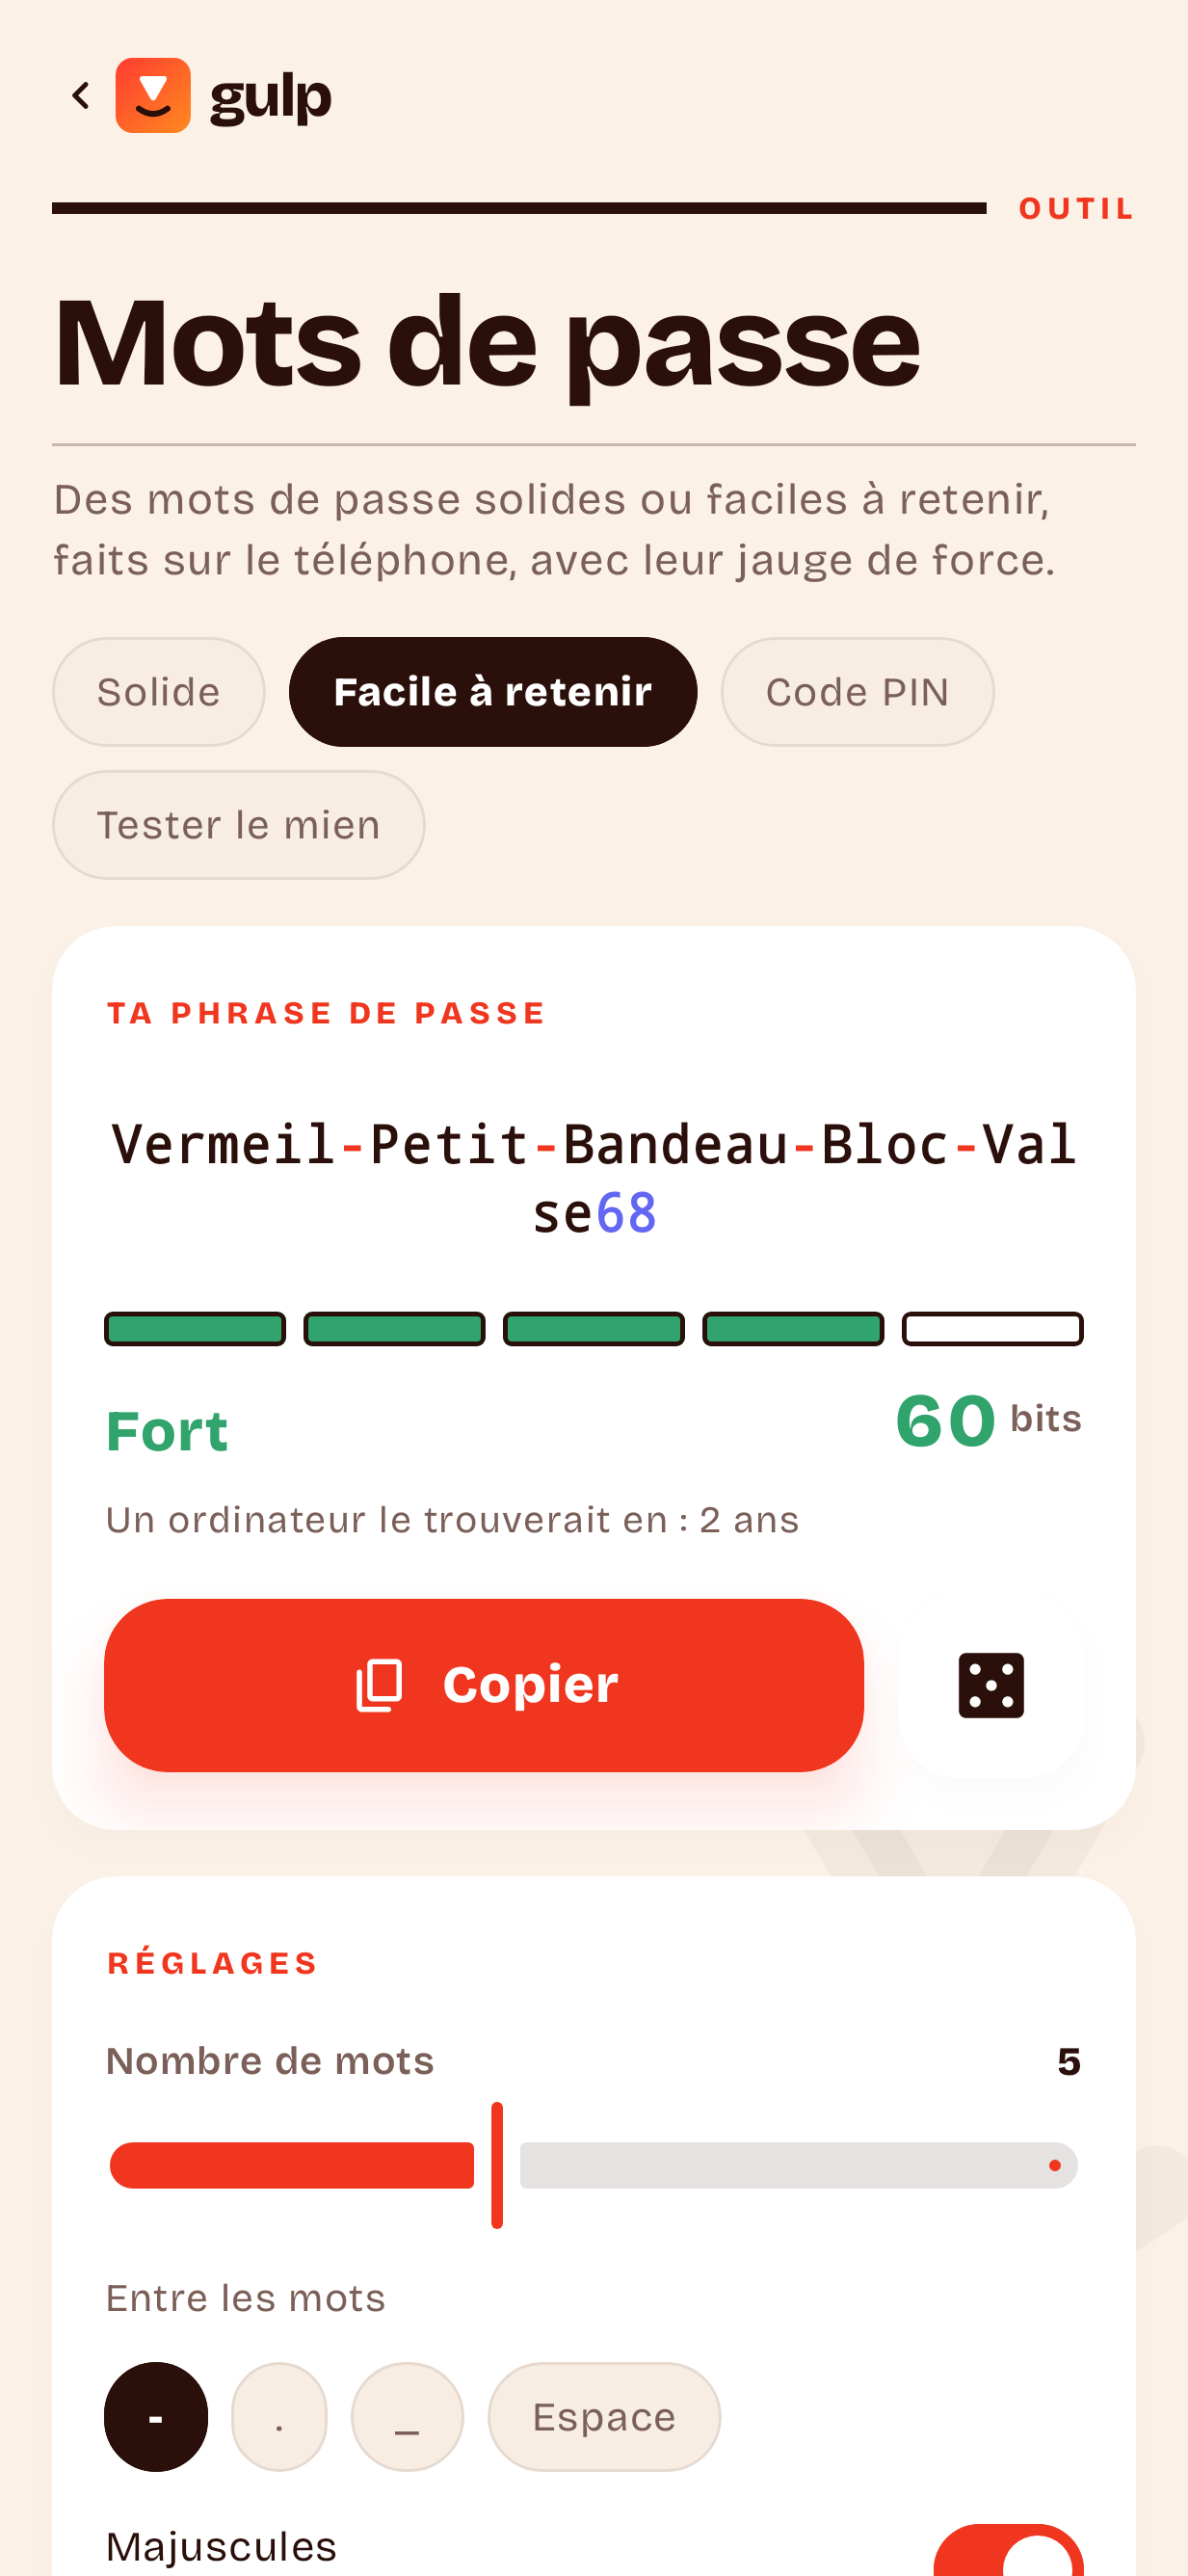 gulp
OUTIL
Mots de passe
Des mots de passe solides ou faciles à retenir,
faits sur le téléphone, avec leur jauge de force.
Solide
Facile à retenir
Code PIN
Tester le mien
TA PHRASE DE PASSE
Vermeil-Petit-Bandeau-Bloc-Val
se68
Fort
60 bits
Un ordinateur le trouverait en : 2 ans
Copier
RÉGLAGES
Nombre de mots
5
Entre les mots
-
.
_
Espace
Majuscules